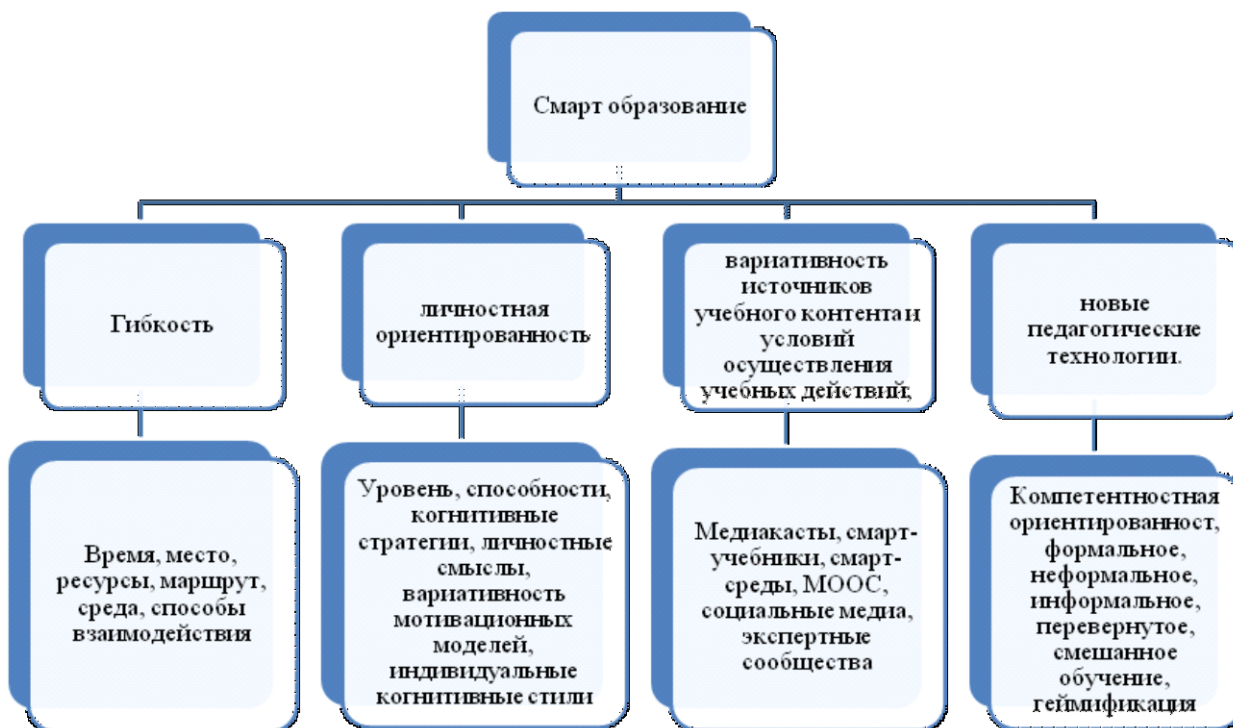 Смарт образование
Гибкость
личностная
ориентированность
вариативность
источников
учебного контента и
условий
осуществления
учебных действий;
новые
педагогические
технологии.
Время, место,
ресурсы, маршрут,
среда, способы
взаимодействия
Уровень, способности,
когнитивные
стратегии, личностные
смыслы,
вариативность
мотивационных
моделей,
индивидуальные
когнитивные стили
Медиакасты, смарт-
учебники, смарт-
среды, МООС,
социальные медиа,
экспертные
сообщества
Компетентностная
ориентированност,
формальное,
неформальное,
информальное,
перевернутое,
смешанное
обучение,
геймификация